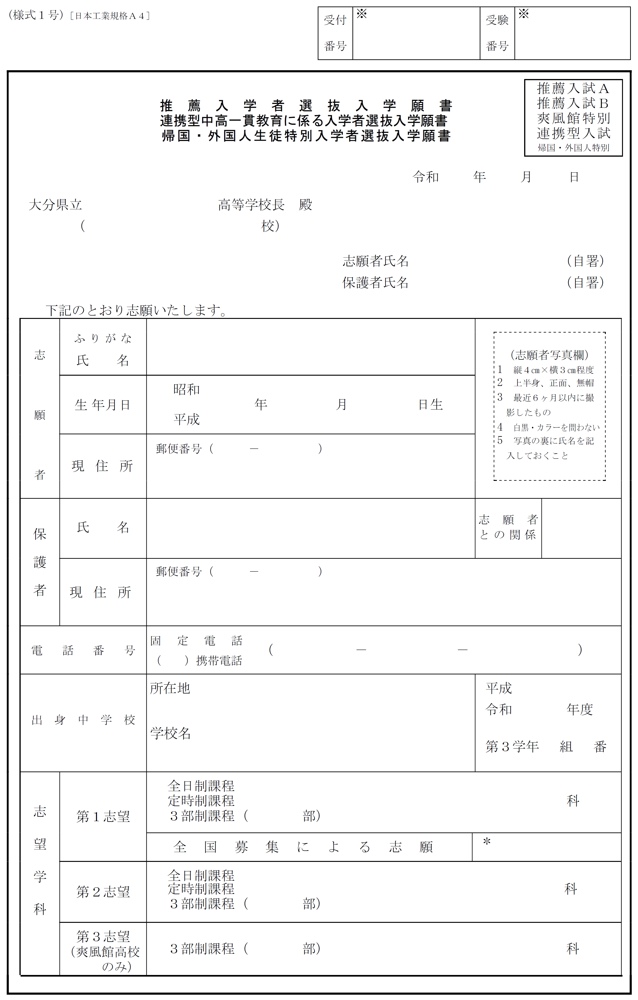 （様式１号）［日本工業規格Ａ４］
受付番号 ※ 受験番号 ※
推薦入試Ａ
推薦入試Ｂ
爽風館特別
連携型入試
帰国・外国人特別
推薦入学者選抜入学願書
連携型中高一貫教育に係る入学者選抜入学願書
帰国・外国人生徒特別入学者選抜入学願書
令和　　年　　月　　日
大分県立　　　　　　高等学校長　殿
（　　　　　　　　校）
志願者氏名　　　　　　（自署）
保護者氏名　　　　　　（自署）
下記のとおり志願いたします。
志願者
ふりがな
氏　　名
生年月日
昭和
平成
年　　月　　日生
現住所
郵便番号（　　－　　　）
（志願者写真欄）
1　縦４㎝×横３㎝程度
2　上半身、正面、無帽
3　最近６ヶ月以内に撮
影したもの
4　白黒・カラーを問わない
5　写真の裏に氏名を記
入しておくこと
保護者
氏　　名
志願者
との関係
現住所
郵便番号（　　－　　　）
電話番号
固定電話
（　　）携帯電話
（　　　　－　　　　－　　　　）
出身中学校
所在地
学校名
平成
令和　　　年度
第３学年　組　番
志望学科
第１志望
全日制課程
定時制課程
３部制課程（　　　部）
科
全国募集による志願
＊
第２志望
全日制課程
定時制課程
３部制課程（　　　部）
科
第３志望
（爽風館高校
のみ）
３部制課程（　　　部）
科